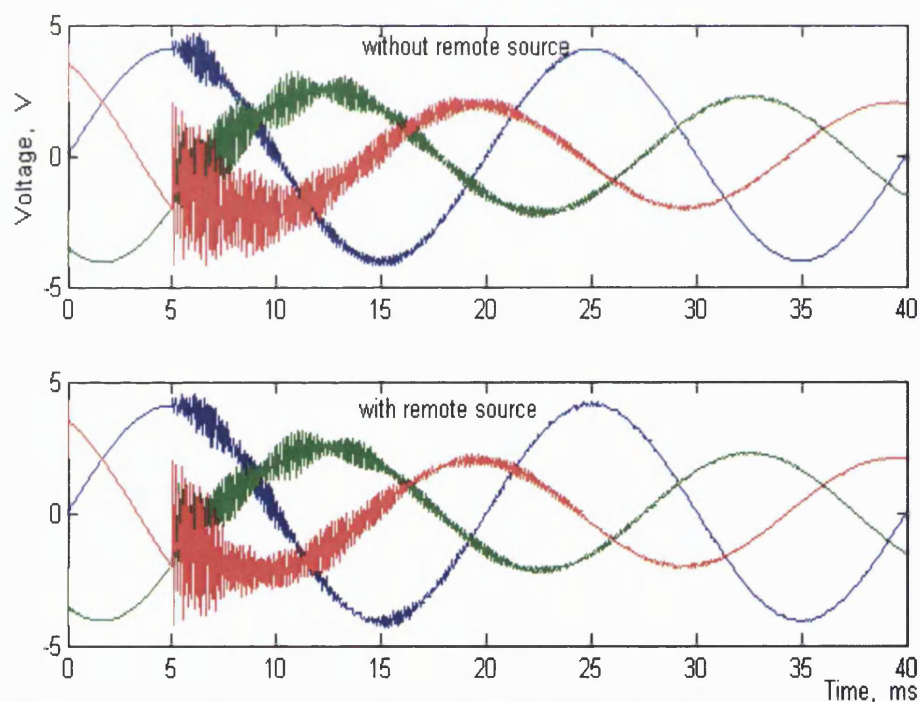 5
without remote source
Voltage, V
0
-5
0 5 10 15 20 25 30 35 40
5
with remote source
0
-5
0 5 10 15 20 25 30 35 40
Time, ms